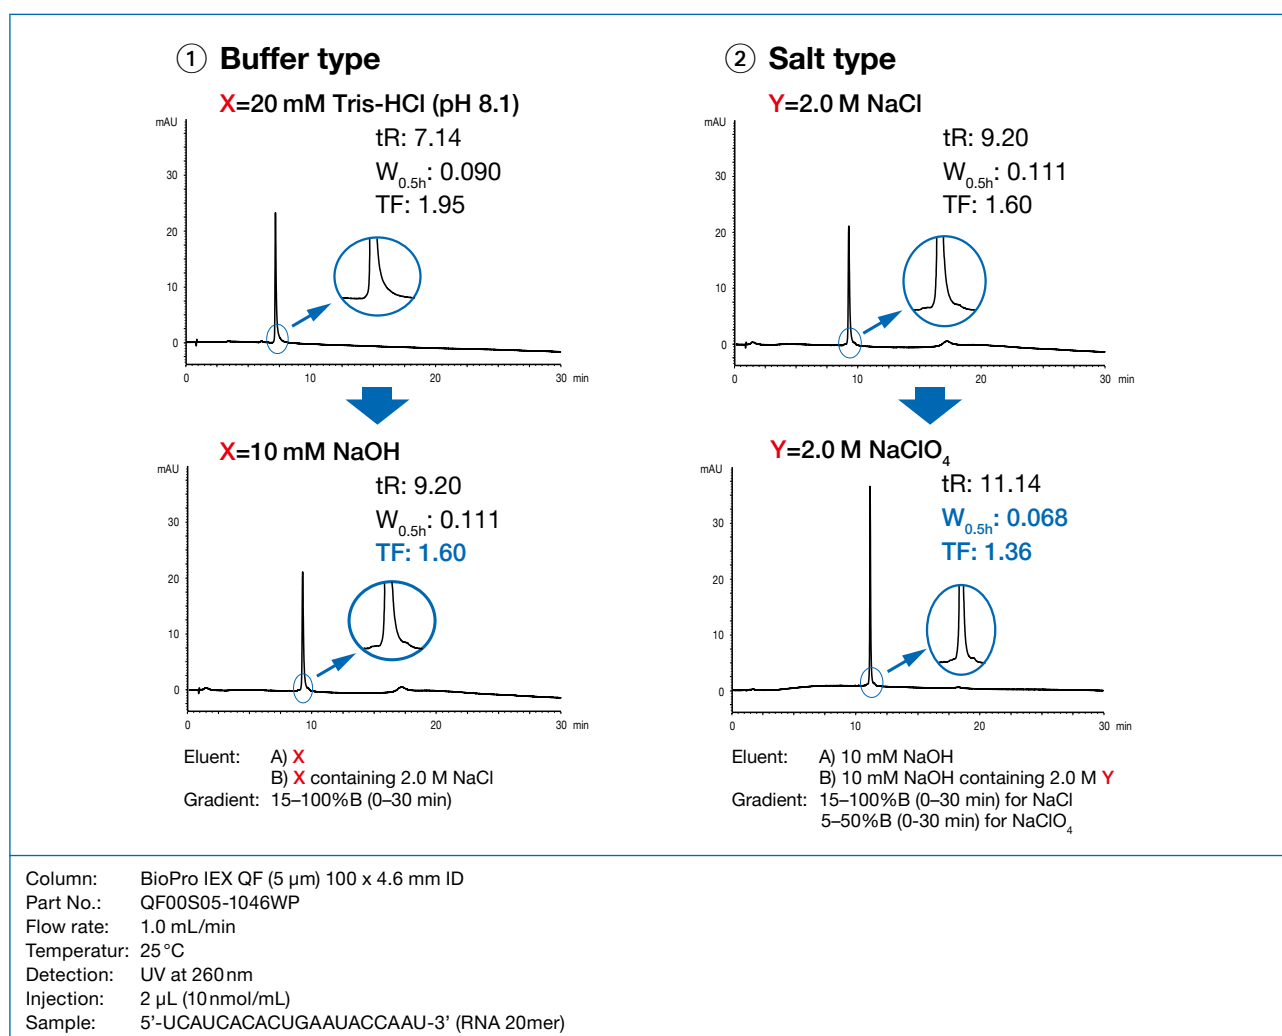 ① Buffer type
X=20 mM Tris-HCl (pH 8.1)
mAU
tR: 7.14
W0.5h: 0.090
TF: 1.95
30
20
10
0
0 10 20 30 min
X=10 mM NaOH
mAU
tR: 9.20
W0.5h: 0.111
TF: 1.60
30
20
10
0
0 10 20 30 min
Eluent: A) X
B) X containing 2.0 M NaCl
Gradient: 15–100%B (0–30 min)
② Salt type
Y=2.0 M NaCl
mAU
tR: 9.20
W0.5h: 0.111
TF: 1.60
30
20
10
0
0 10 20 30 min
Y=2.0 M NaClO4
mAU
tR: 11.14
W0.5h: 0.068
TF: 1.36
30
20
10
0
0 10 20 30 min
Eluent: A) 10 mM NaOH
B) 10 mM NaOH containing 2.0 M Y
Gradient: 15–100%B (0–30 min) for NaCl
5–50%B (0-30 min) for NaClO4
Column: BioPro IEX QF (5 µm) 100 x 4.6 mm ID
Part No.: QF00S05-1046WP
Flow rate: 1.0 mL/min
Temperatur: 25 °C
Detection: UV at 260 nm
Injection: 2 µL (10 nmol/mL)
Sample: 5’-UCAUCACACUGAAUACCAAU-3’ (RNA 20mer)